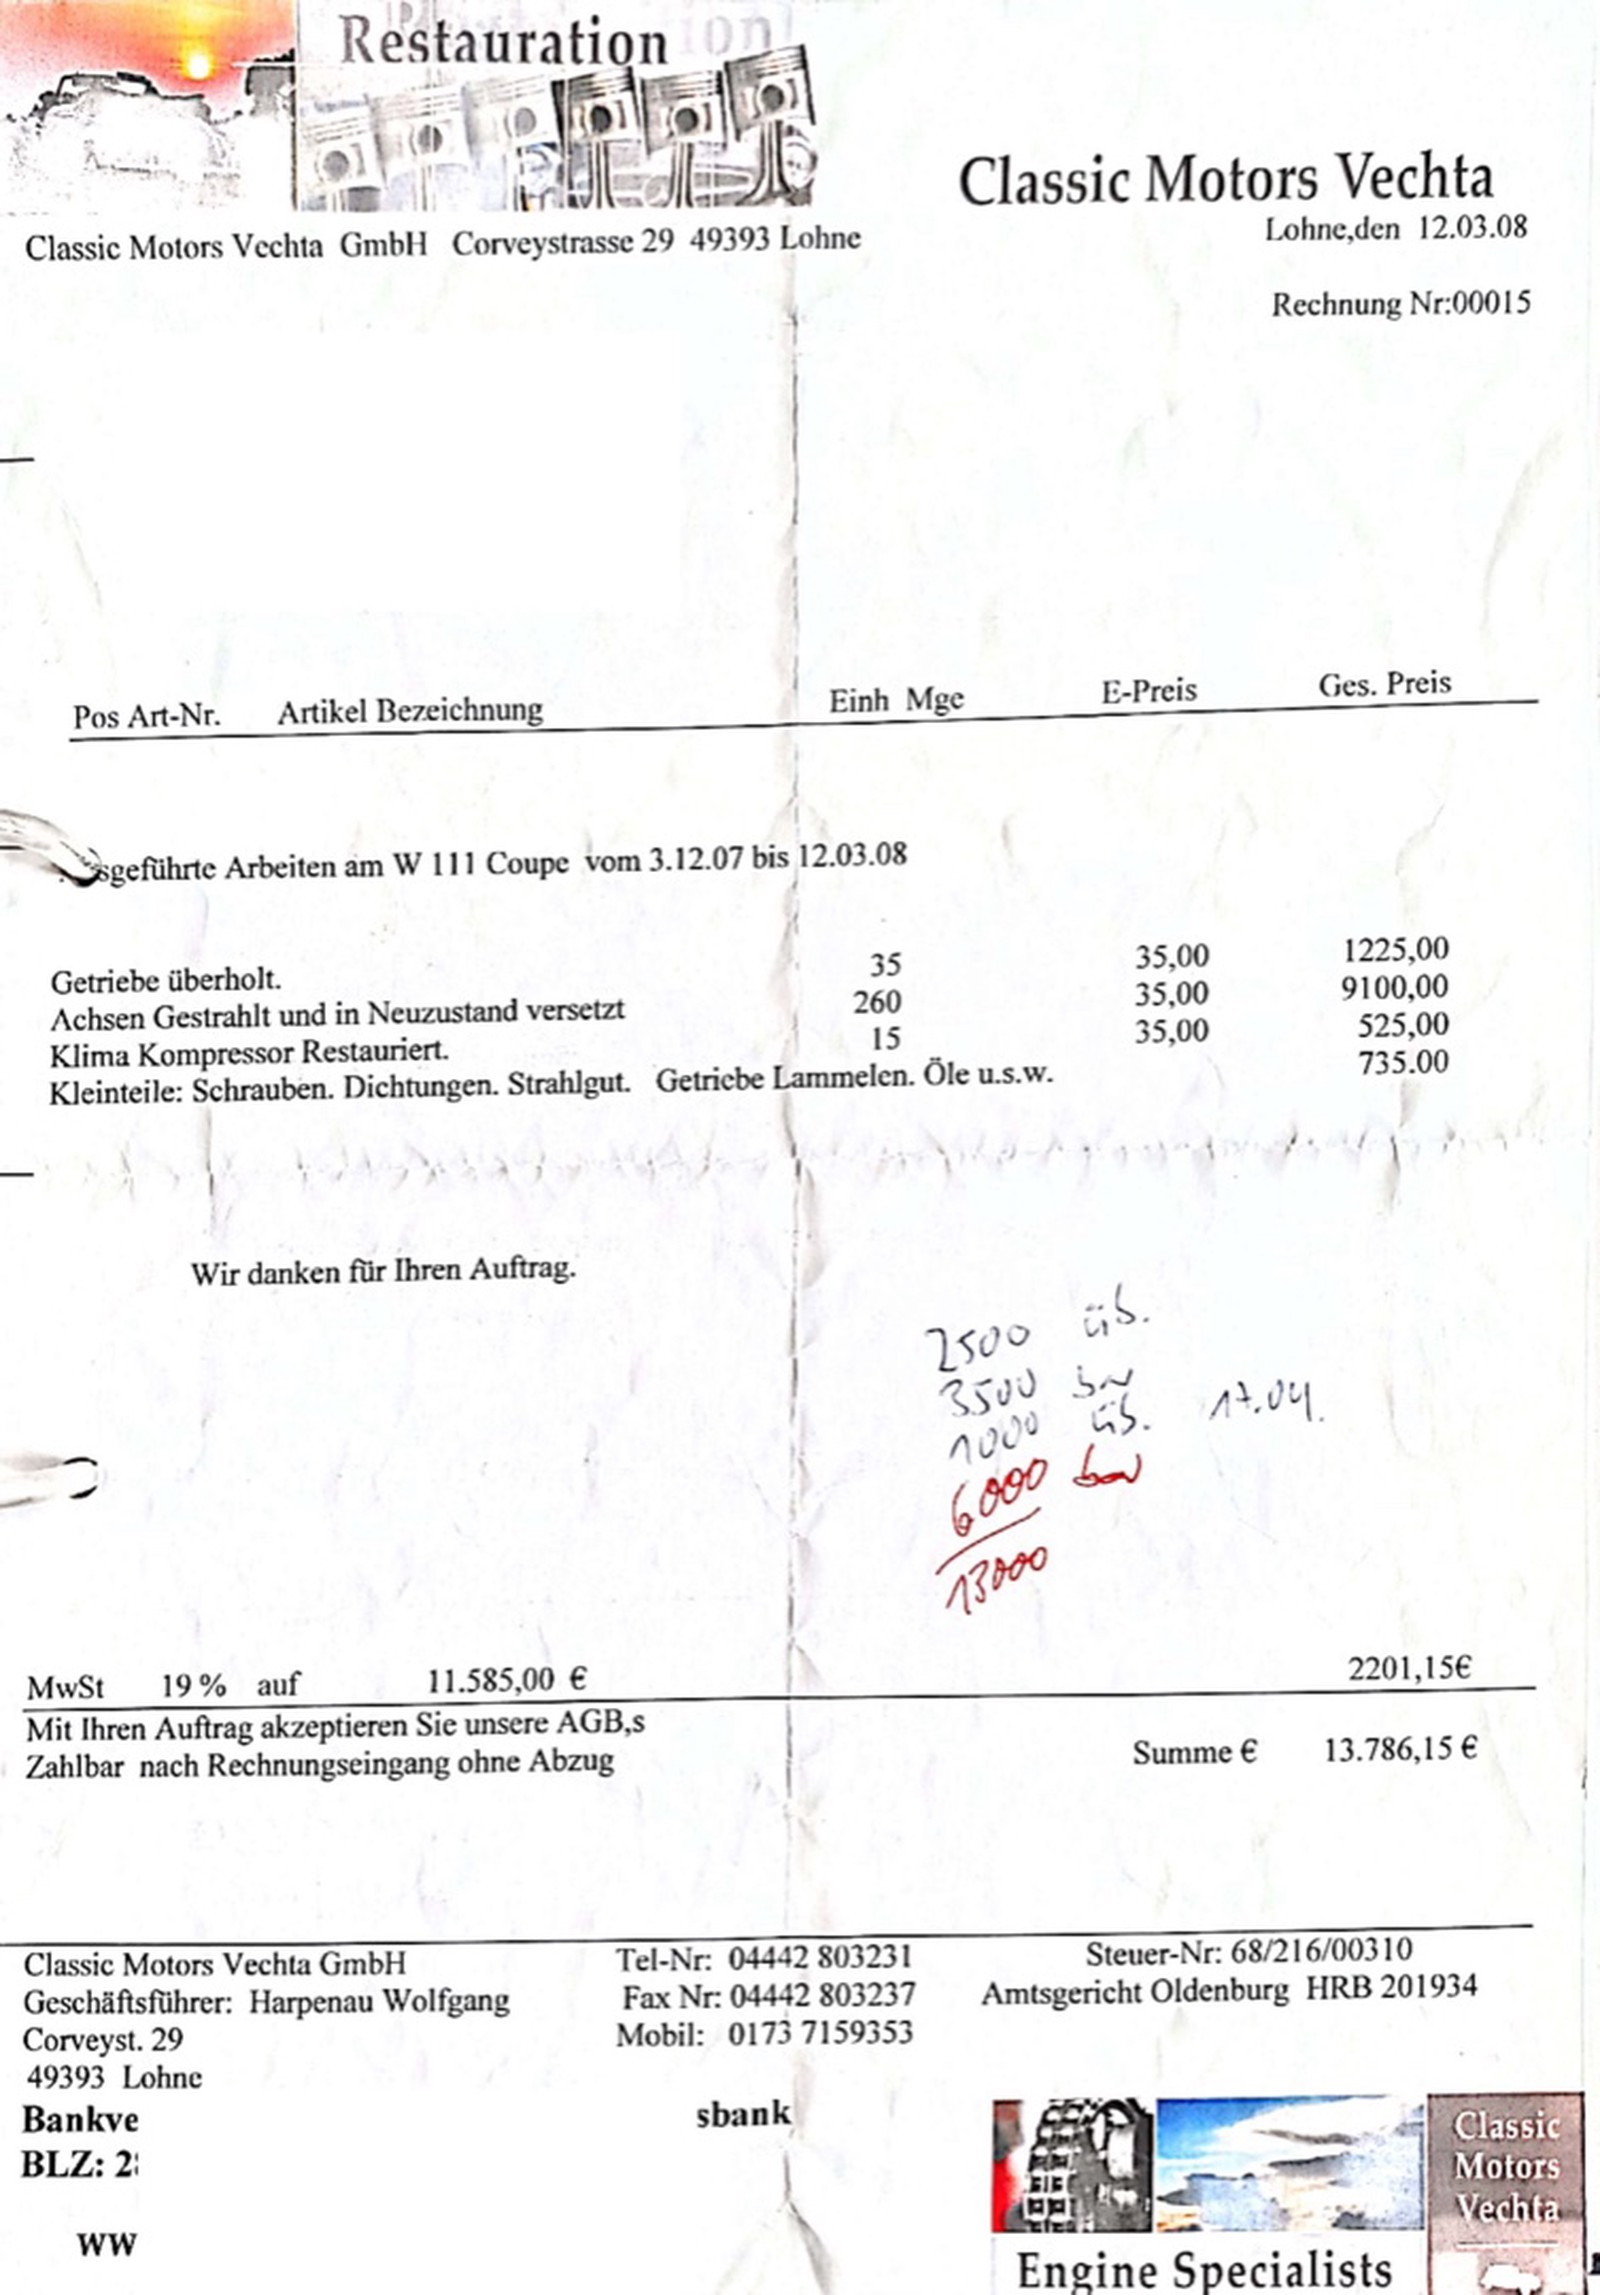 Restauration
Classic Motors Vechta
Classic Motors Vechta GmbH Corveystrasse 29 49393 Lohne
Lohne,den 12.03.08
Rechnung Nr:00015
Pos Art-Nr. Artikel Bezeichnung Einh Mge E-Preis Ges. Preis
sgeführte Arbeiten am W 111 Coupe vom 3.12.07 bis 12.03.08
Getriebe überholt. 35 35,00 1225,00
Achsen Gestrahlt und in Neuzustand versetzt 260 35,00 9100,00
Klima Kompressor Restauriert. 15 35,00 525,00
Kleinteile: Schrauben. Dichtungen. Strahlgut. Getriebe Lammelen. Öle u.s.w. 735.00
Wir danken für Ihren Auftrag.
2500 üb.
3500 bar
1000 üb. 17.04.
6000 bar
13000
MwSt 19 % auf 11.585,00 € 2201,15€
Mit Ihren Auftrag akzeptieren Sie unsere AGB,s
Zahlbar nach Rechnungseingang ohne Abzug Summe € 13.786,15 €
Classic Motors Vechta GmbH Tel-Nr: 04442 803231 Steuer-Nr: 68/216/00310
Geschäftsführer: Harpenau Wolfgang Fax Nr: 04442 803237 Amtsgericht Oldenburg HRB 201934
Corveyst. 29 Mobil: 0173 7159353
49393 Lohne
Bankve sbank
BLZ: 2
ww
Classic
Motors
Vechta
Engine Specialists